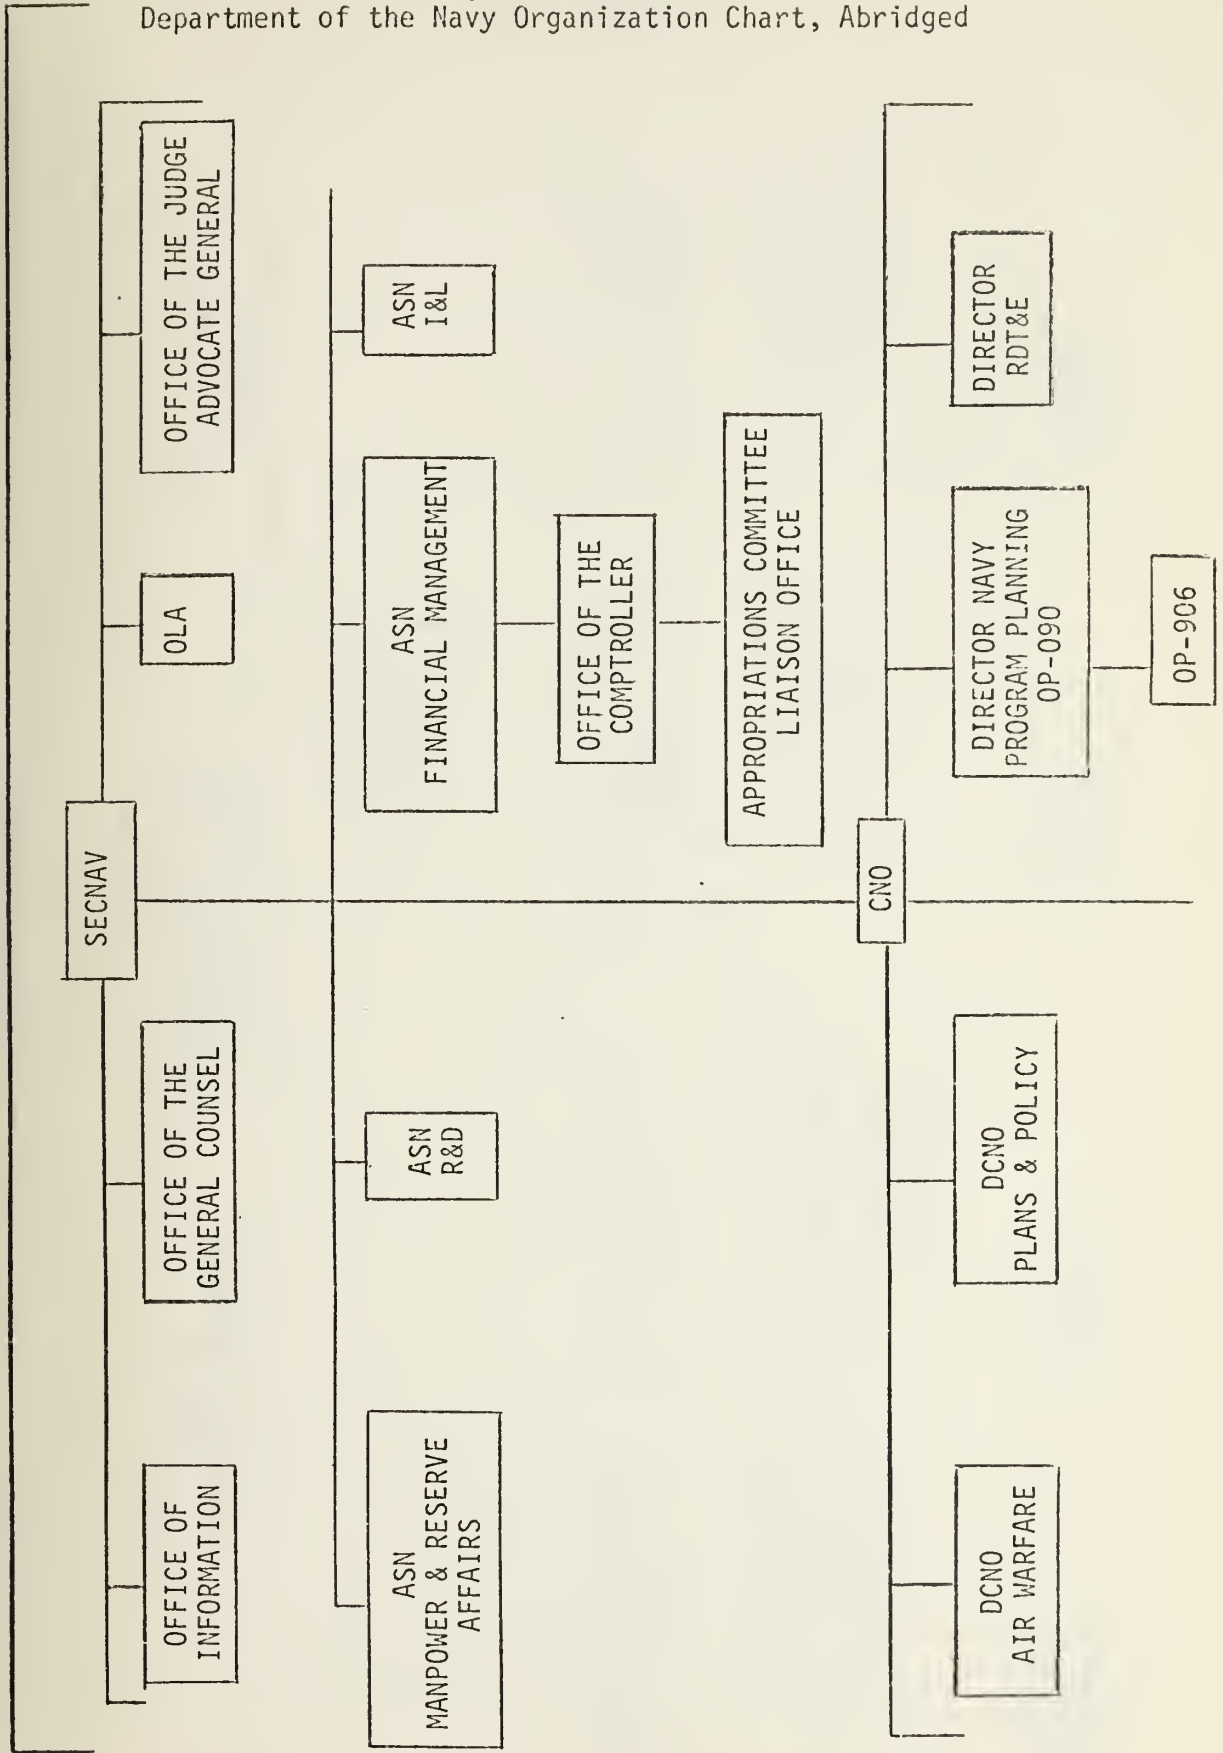 Department of the Navy Organization Chart, Abridged
SECNAV
OFFICE OF
INFORMATION
OFFICE OF THE
GENERAL COUNSEL
OLA
OFFICE OF THE JUDGE
ADVOCATE GENERAL
ASN
MANPOWER & RESERVE
AFFAIRS
ASN
R&D
ASN
FINANCIAL MANAGEMENT
ASN
I&L
OFFICE OF THE
COMPTROLLER
APPROPRIATIONS COMMITTEE
LIAISON OFFICE
CNO
DCNO
AIR WARFARE
DCNO
PLANS & POLICY
DIRECTOR NAVY
PROGRAM PLANNING
OP-090
DIRECTOR
RDT&E
OP-906